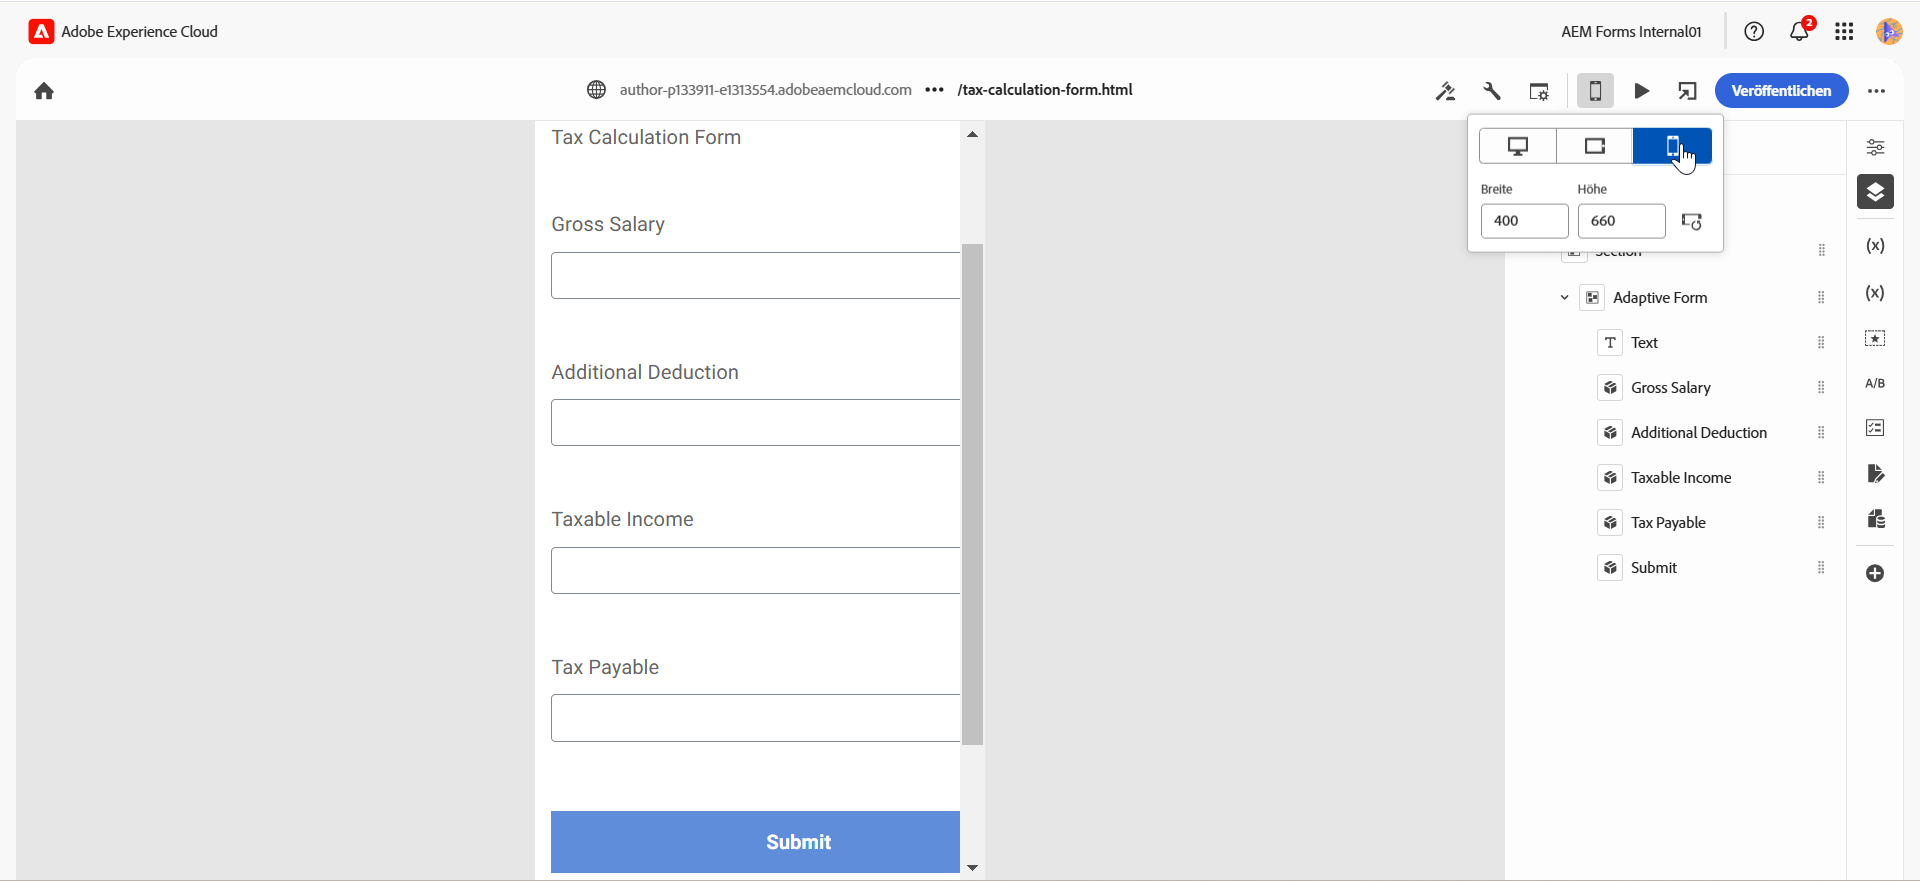 Adobe Experience Cloud
AEM Forms Internal01
2
author-p133911-e1313554.adobeaemcloud.com ••• /tax-calculation-form.html
Veröffentlichen
Breite
Höhe
400
660
Tax Calculation Form
Gross Salary
Additional Deduction
Taxable Income
Tax Payable
Submit
Section
Adaptive Form
T Text
Gross Salary
Additional Deduction
Taxable Income
Tax Payable
Submit
(x)
(x)
A/B